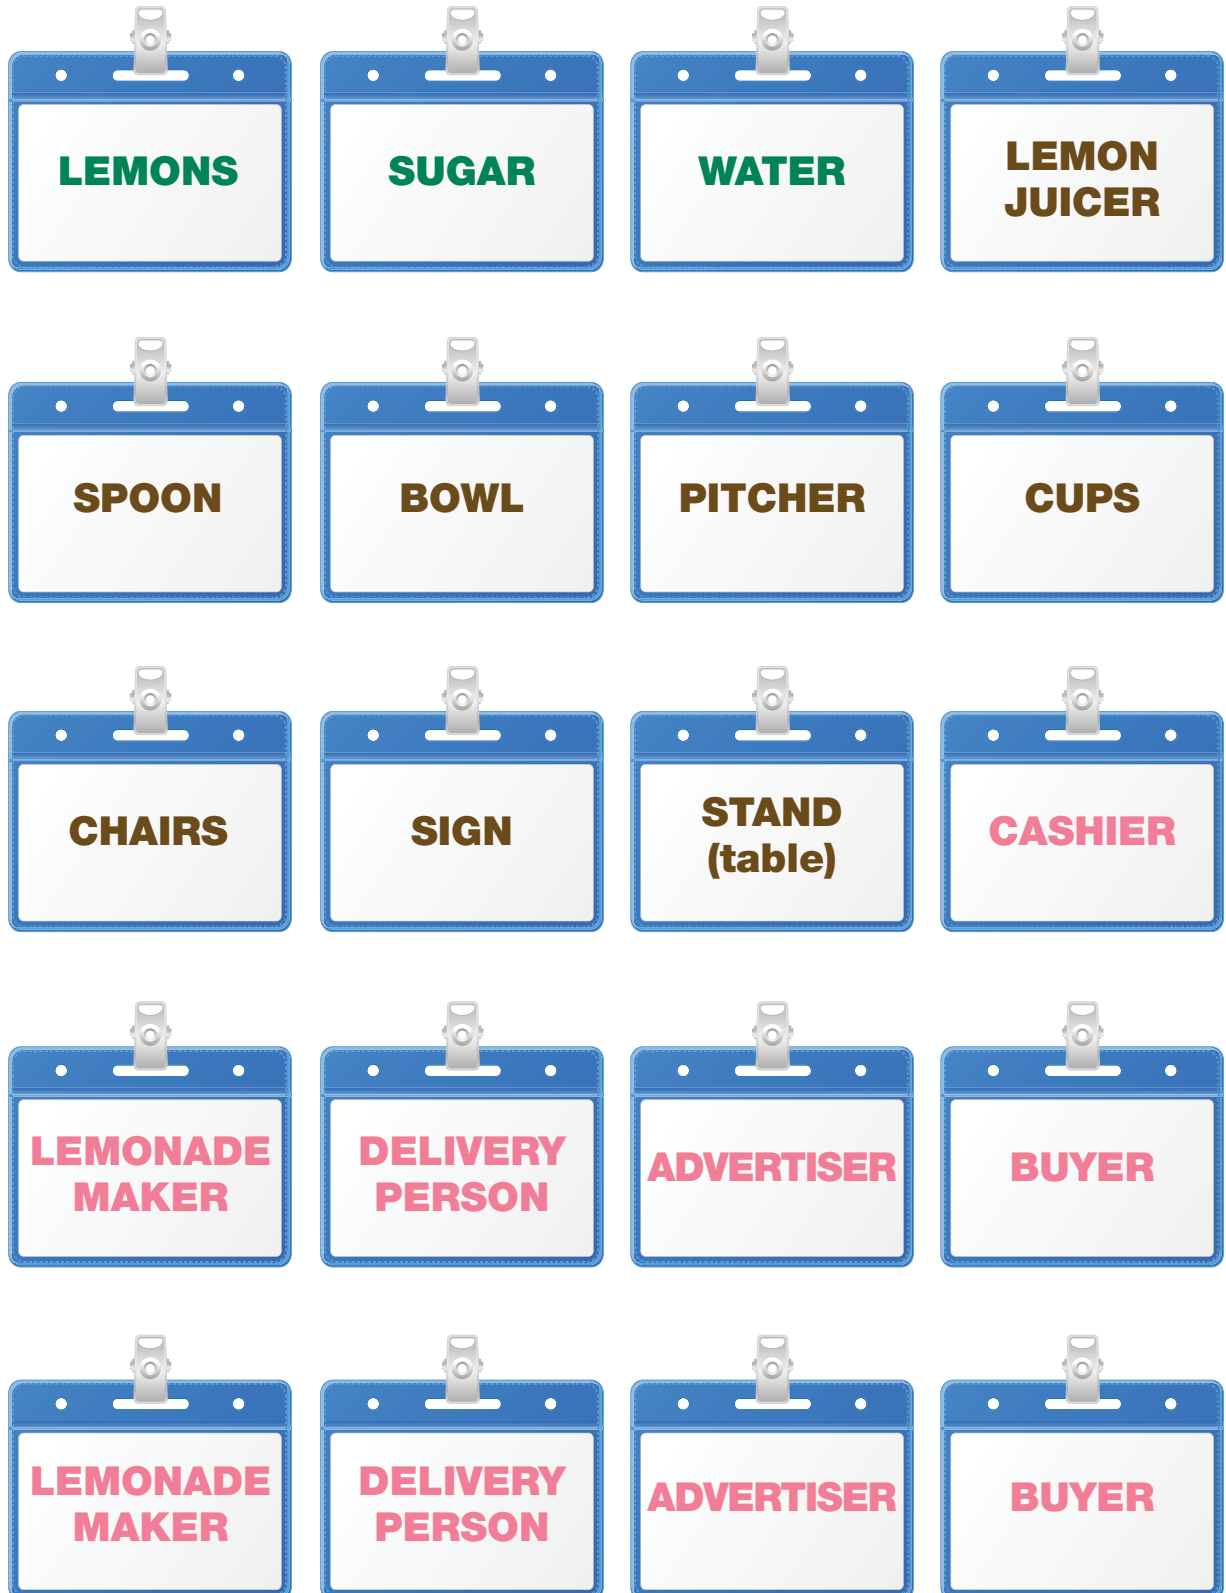 LEMONS
SUGAR
WATER
LEMON
JUICER
SPOON
BOWL
PITCHER
CUPS
CHAIRS
SIGN
STAND
(table)
CASHIER
LEMONADE
MAKER
DELIVERY
PERSON
ADVERTISER
BUYER
LEMONADE
MAKER
DELIVERY
PERSON
ADVERTISER
BUYER